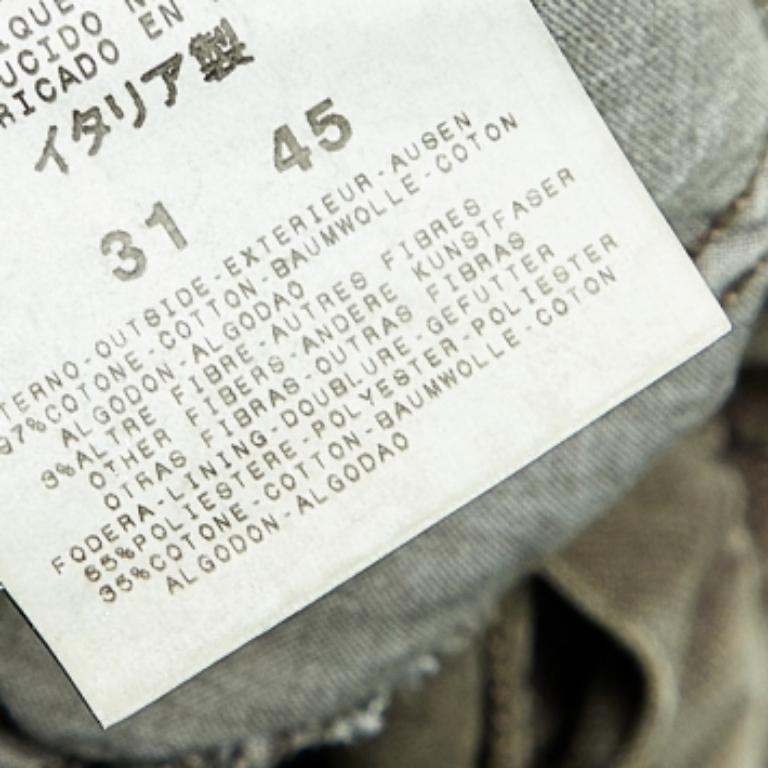 IQUE
UCIDO
RICADO EN
イタリア製
31 45
TERNO-OUTSIDE-EXTERIEUR-AUSEN
97%COTONE-COTTON-BAUMWOLLE-COTON
ALGODON-ALGODAO
3%ALTRE FIBRE-AUTRES FIBRES
OTHER FIBERS-ANDERE KUNSTFASER
OTRAS FIBRAS-OUTRAS FIBRAS
FODERA-LINING-DOUBLURE-GEFUTTER
65%POLIESTERE-POLYESTER-POLIESTER
35%COTONE-COTTON-BAUMWOLLE-COTON
ALGODON-ALGODAO